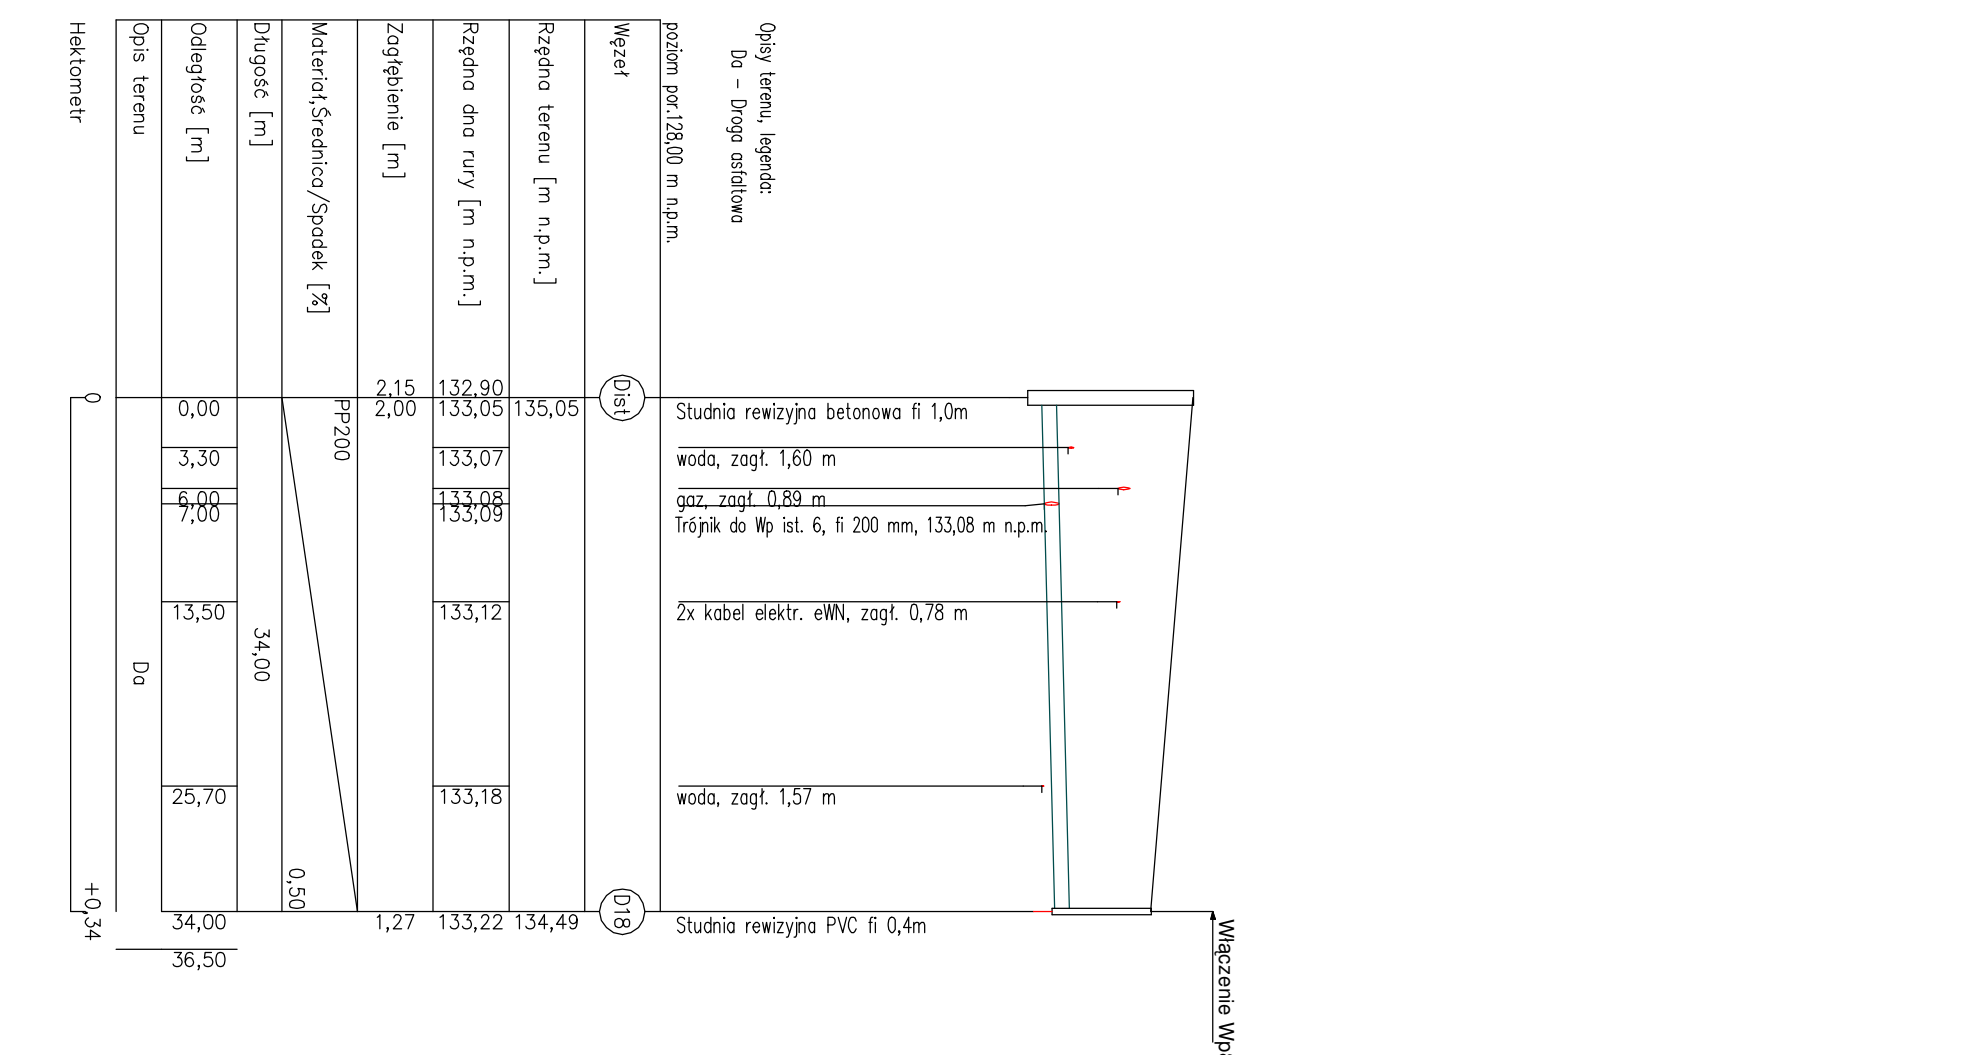 Opisy terenu, legenda:
Da – Droga asfaltowa
poziom por.128,00 m n.p.m.
Węzeł
Rzędna terenu [m n.p.m.]
Rzędna dna rury [m n.p.m.]
Zagłębienie [m]
Materiał,Średnica/Spadek [%]
Długość [m]
Odległość [m]
Opis terenu
Hektometr
2,15 132,90
Dist
0
0,00 2,00 133,05 135,05 Studnia rewizyjna betonowa fi 1,0m
PP200
3,30 133,07 woda, zagł. 1,60 m
6,00 133,08 gaz, zagł. 0,89 m
7,00 133,09 Trójnik do Wp ist. 6, fi 200 mm, 133,08 m n.p.m.
13,50 133,12 2x kabel elektr. eWN, zagł. 0,78 m
34,00
Da
25,70 133,18 woda, zagł. 1,57 m
0,50
+0,34
D18
34,00 1,27 133,22 134,49 Studnia rewizyjna PVC fi 0,4m
36,50
Włączenie